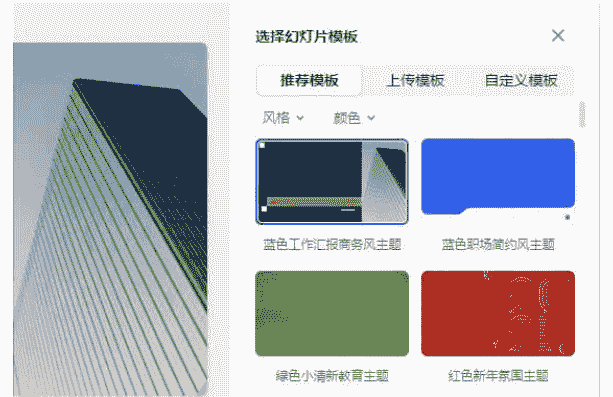 选择幻灯片模板
推荐模板 上传模板 自定义模板
风格 颜色
蓝色工作汇报商务风主题 蓝色职场简约风主题
绿色小清新教育主题 红色新年氛围主题